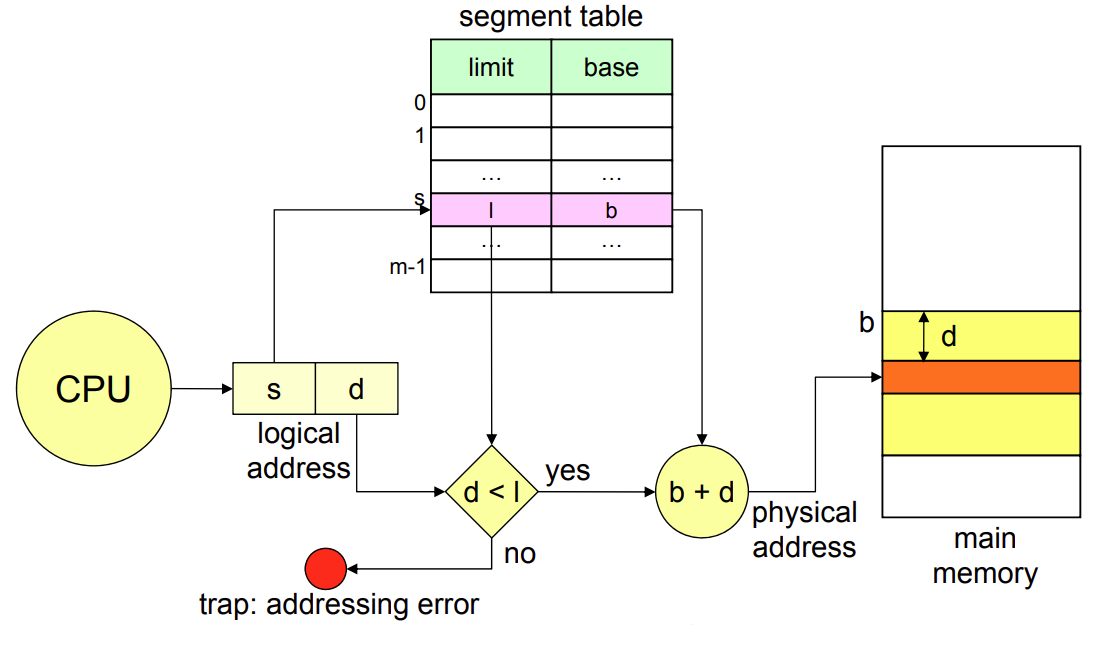 segment table
limit base
0
1
... ...
s
l b
... ...
m-1
b
d
CPU
s d
logical
address
d < l
yes
b + d
physical
address
no
main
memory
trap: addressing error